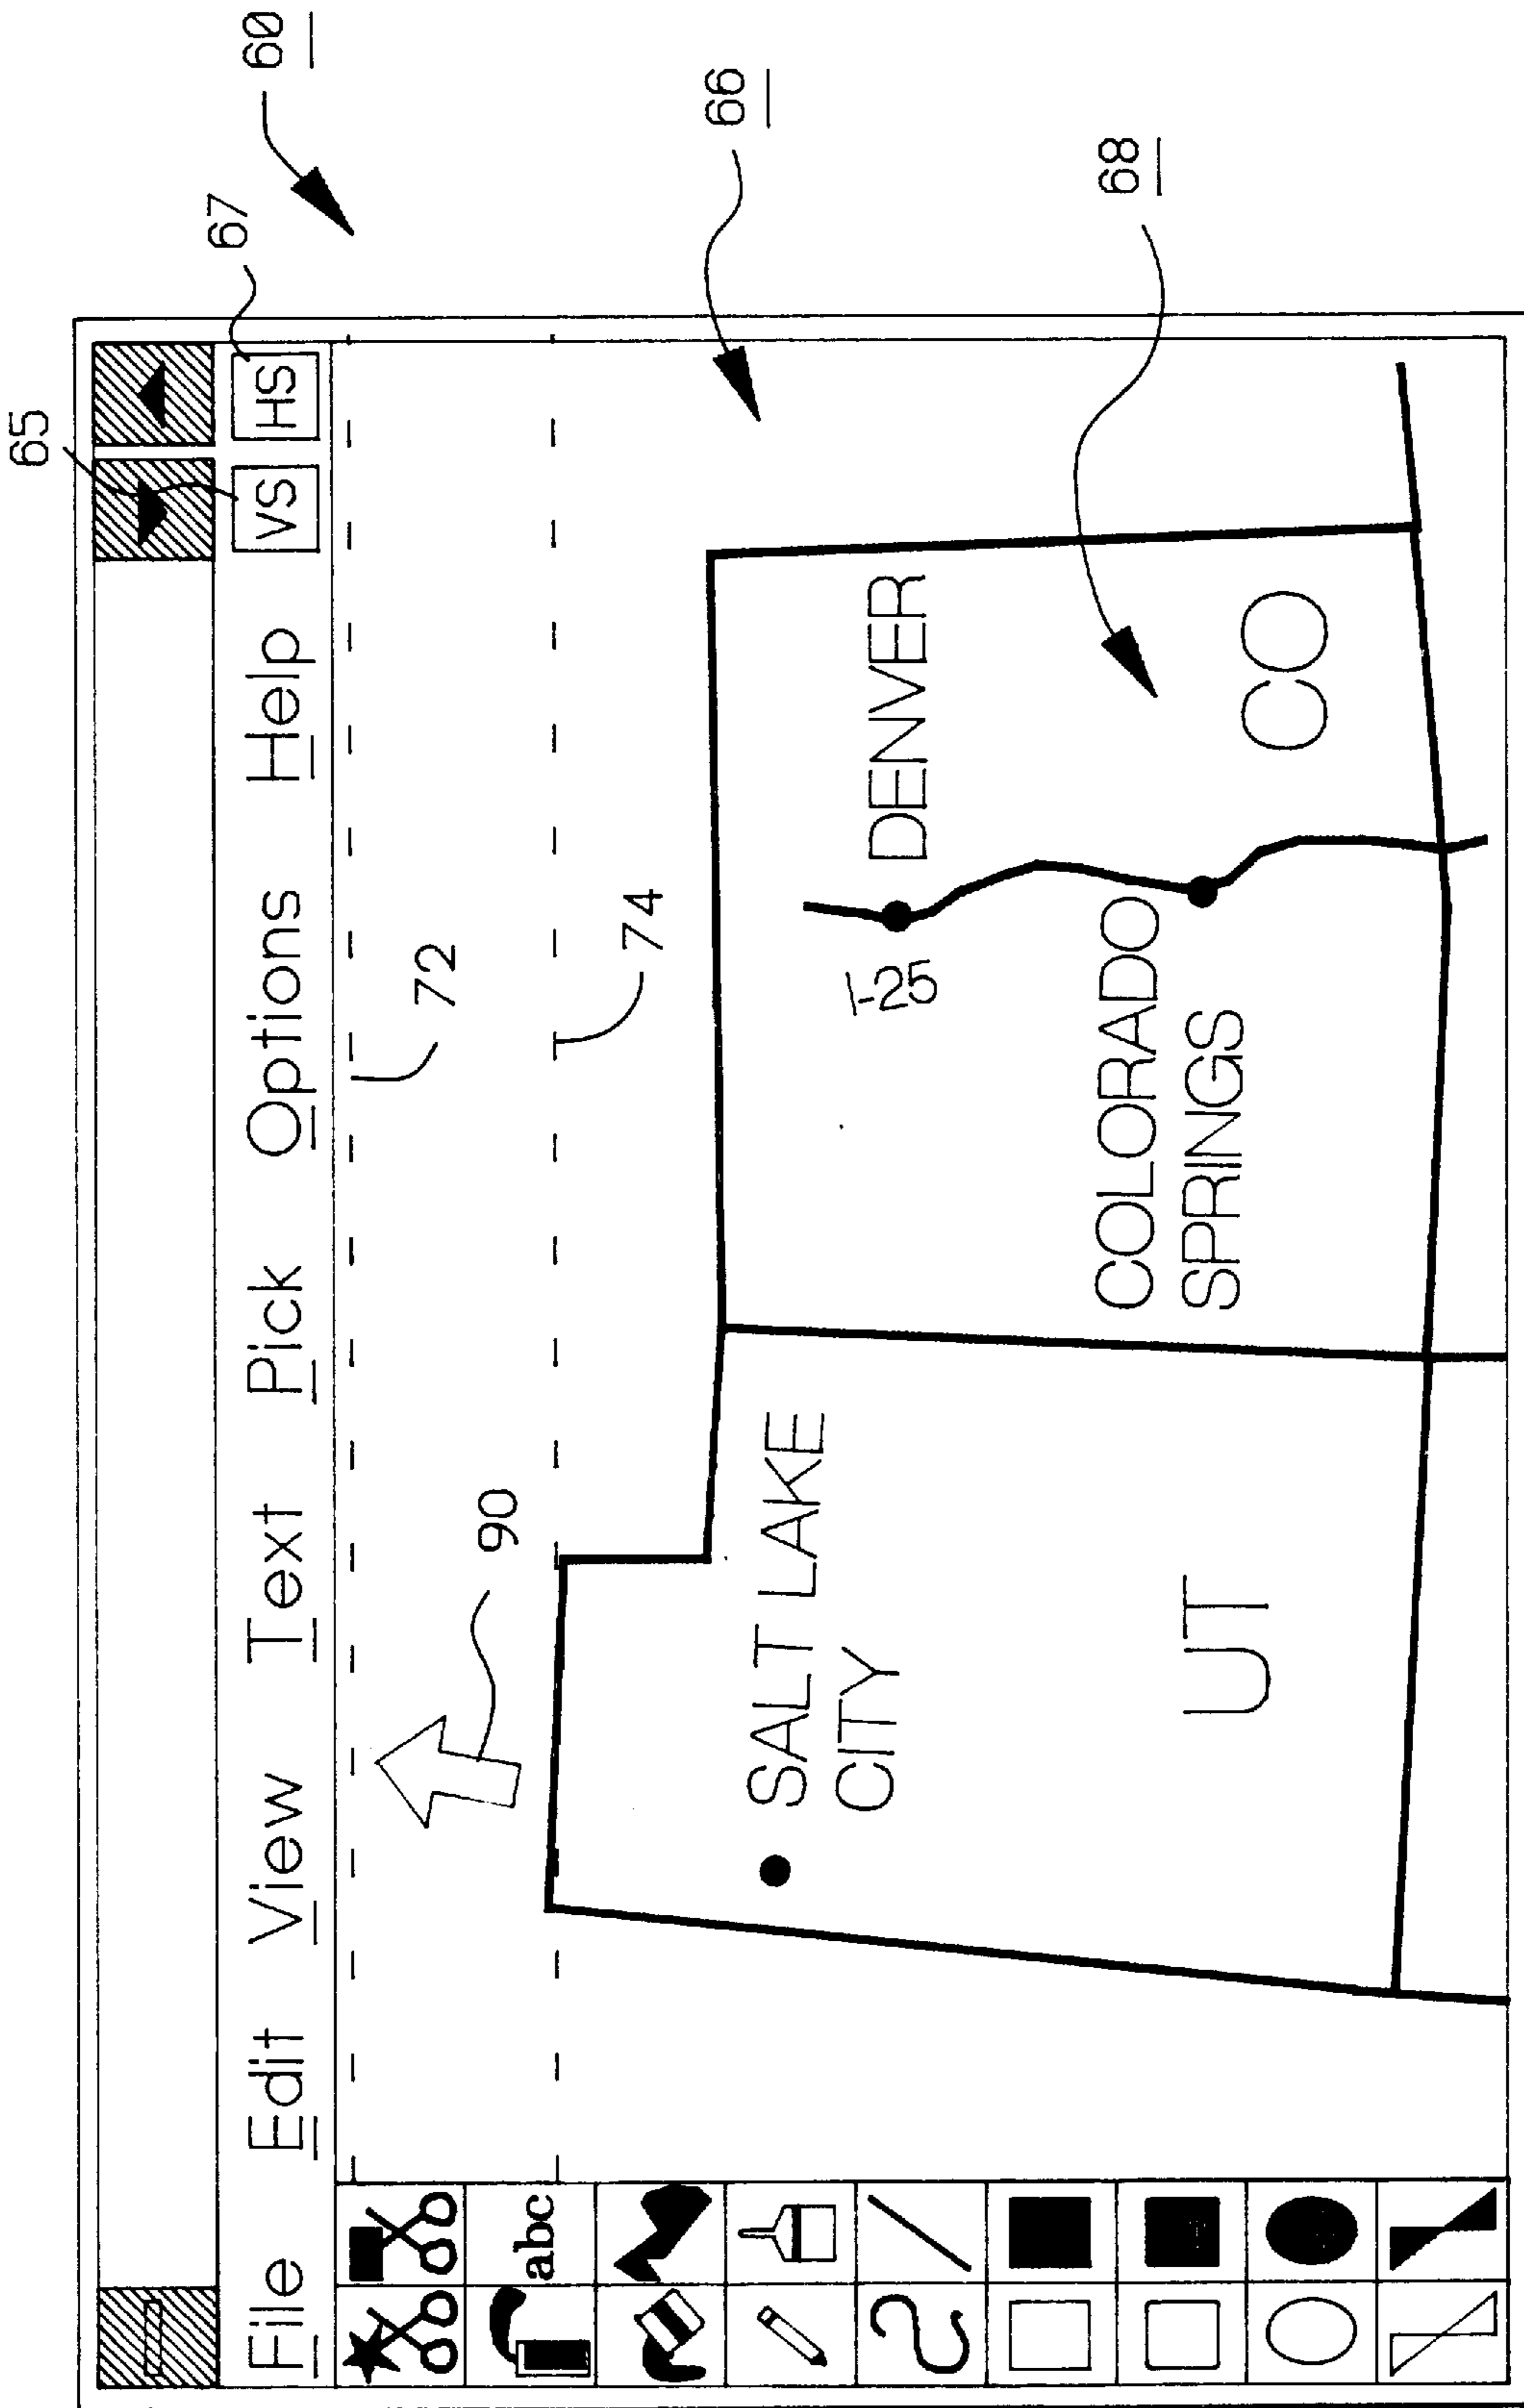 60
65
67
File Edit View Text Pick Options Help VS HS
72
90
abc
74
66
SALT LAKE
CITY
I-25
DENVER
68
COLORADO
SPRINGS
UT
CO